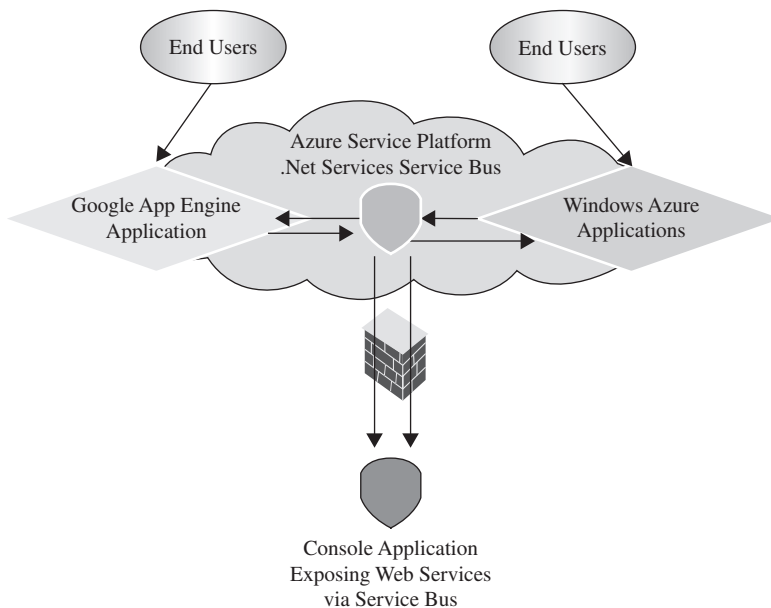 End Users
End Users
Azure Service Platform
.Net Services Service Bus
Google App Engine
Application
Windows Azure
Applications
Console Application
Exposing Web Services
via Service Bus